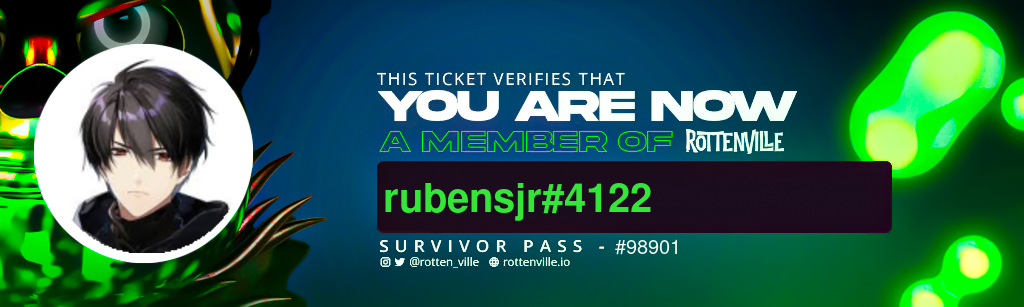 THIS TICKET VERIFIES THAT
YOU ARE NOW
A MEMBER OF ROTTENVILLE
rubensjr#4122
SURVIVOR PASS - #98901
@rotten_ville rottenville.io